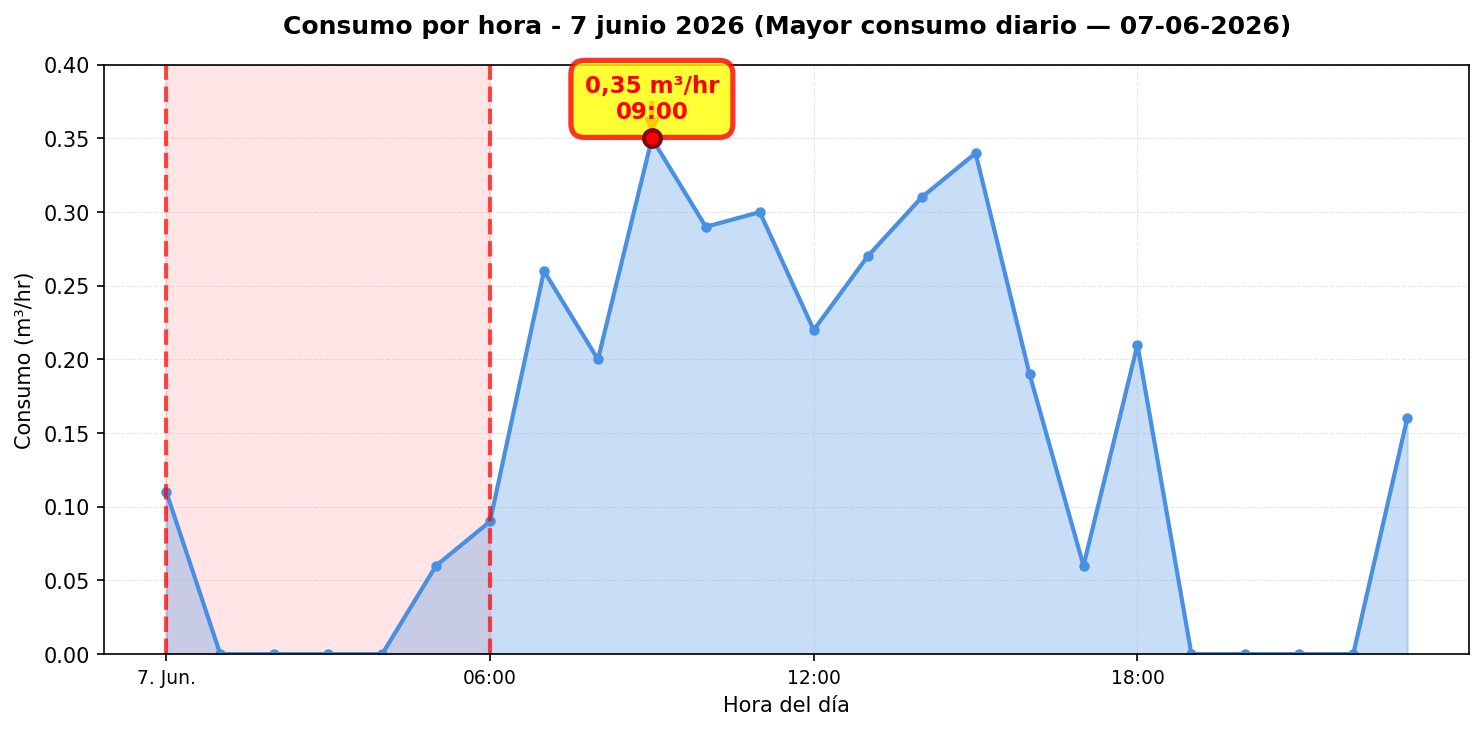 Consumo por hora - 7 junio 2026 (Mayor consumo diario — 07-06-2026)
0,35 m³/hr
09:00
0.40
0.35
0.30
0.25
0.20
0.15
0.10
0.05
0.00
Consumo (m³/hr)
7. Jun.
06:00
12:00
18:00
Hora del día